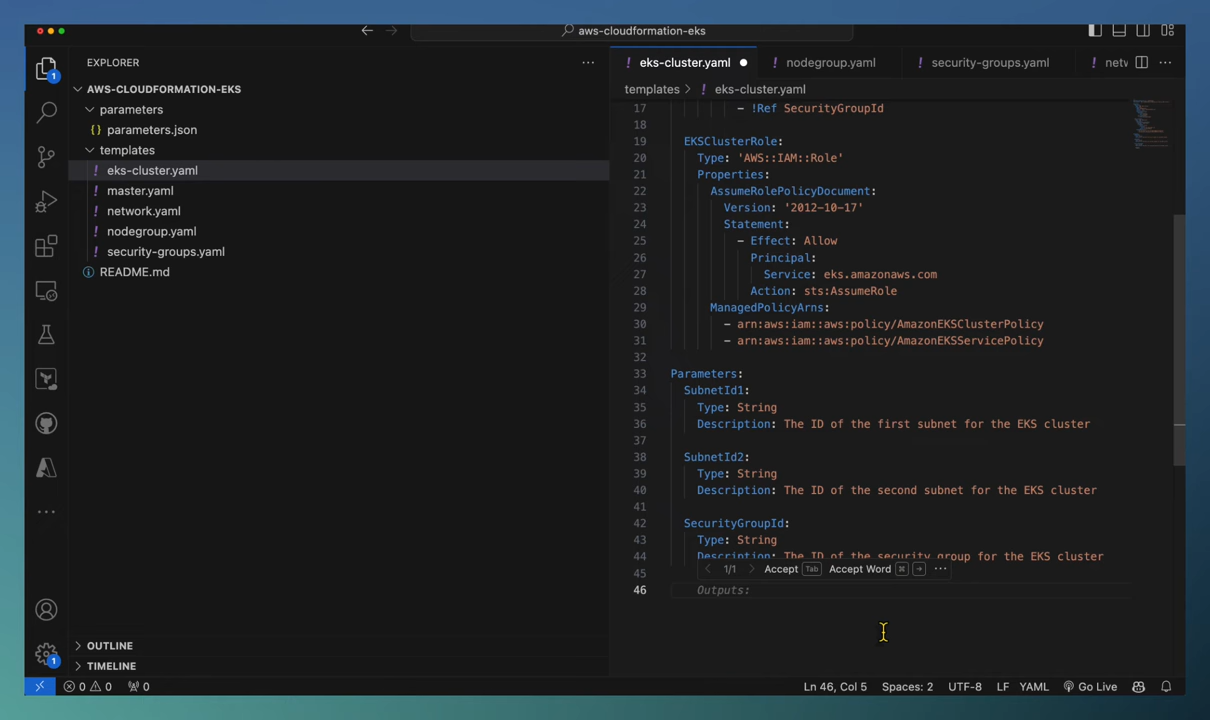 aws-cloudformation-eks
1
EXPLORER
AWS-CLOUDFORMATION-EKS
parameters
{} parameters.json
templates
! eks-cluster.yaml
! master.yaml
! network.yaml
! nodegroup.yaml
! security-groups.yaml
README.md
OUTLINE
TIMELINE
1
! eks-cluster.yaml
! nodegroup.yaml
! security-groups.yaml
! netw
templates > ! eks-cluster.yaml
17 - !Ref SecurityGroupId
18
19 EKSClusterRole:
20 Type: 'AWS::IAM::Role'
21 Properties:
22 AssumeRolePolicyDocument:
23 Version: '2012-10-17'
24 Statement:
25 - Effect: Allow
26 Principal:
27 Service: eks.amazonaws.com
28 Action: sts:AssumeRole
29 ManagedPolicyArns:
30 - arn:aws:iam::aws:policy/AmazonEKSClusterPolicy
31 - arn:aws:iam::aws:policy/AmazonEKSServicePolicy
32
33 Parameters:
34 SubnetId1:
35 Type: String
36 Description: The ID of the first subnet for the EKS cluster
37
38 SubnetId2:
39 Type: String
40 Description: The ID of the second subnet for the EKS cluster
41
42 SecurityGroupId:
43 Type: String
44 Description: The ID of the security group for the EKS cluster
45
< 1/1 > Accept Tab Accept Word ⌘ → ···
46 Outputs:
0 0 0
Ln 46, Col 5 Spaces: 2 UTF-8 LF YAML Go Live